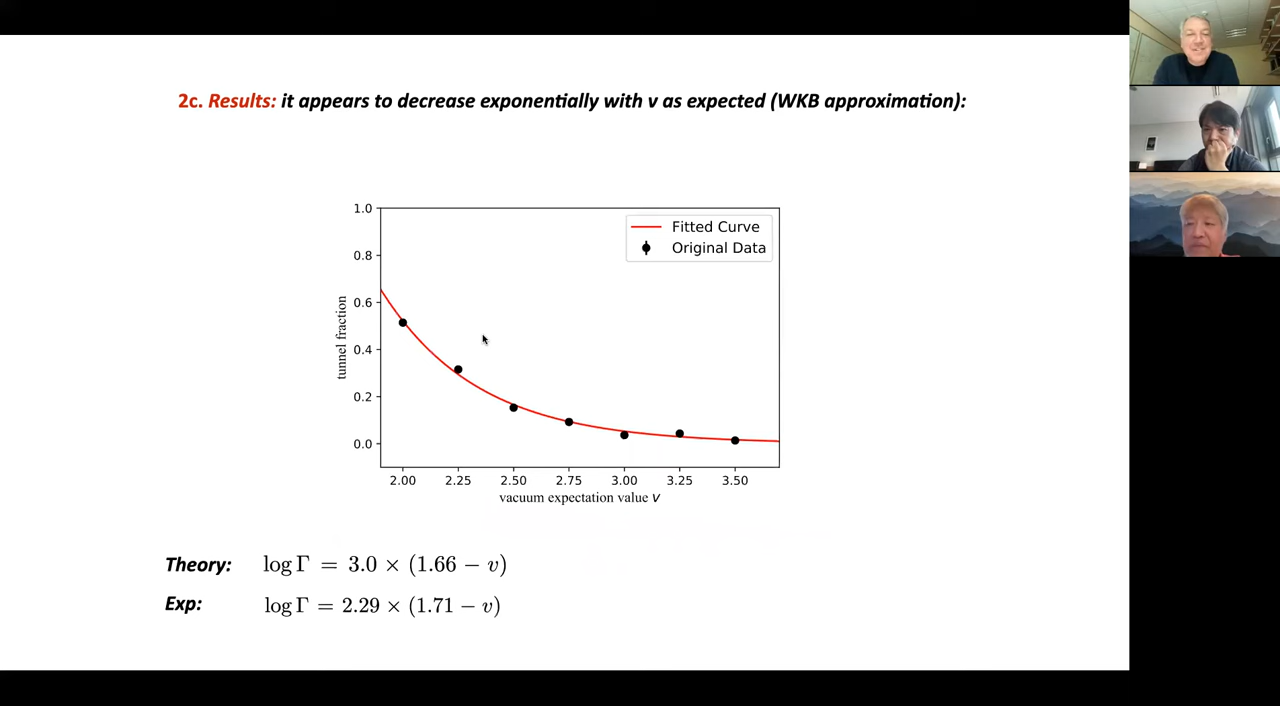 2c. Results: it appears to decrease exponentially with v as expected (WKB approximation):
1.0
0.8
0.6
0.4
0.2
0.0
tunnel fraction
Fitted Curve
Original Data
2.00 2.25 2.50 2.75 3.00 3.25 3.50
vacuum expectation value v
Theory: log Γ = 3.0 × (1.66 − v)
Exp: log Γ = 2.29 × (1.71 − v)